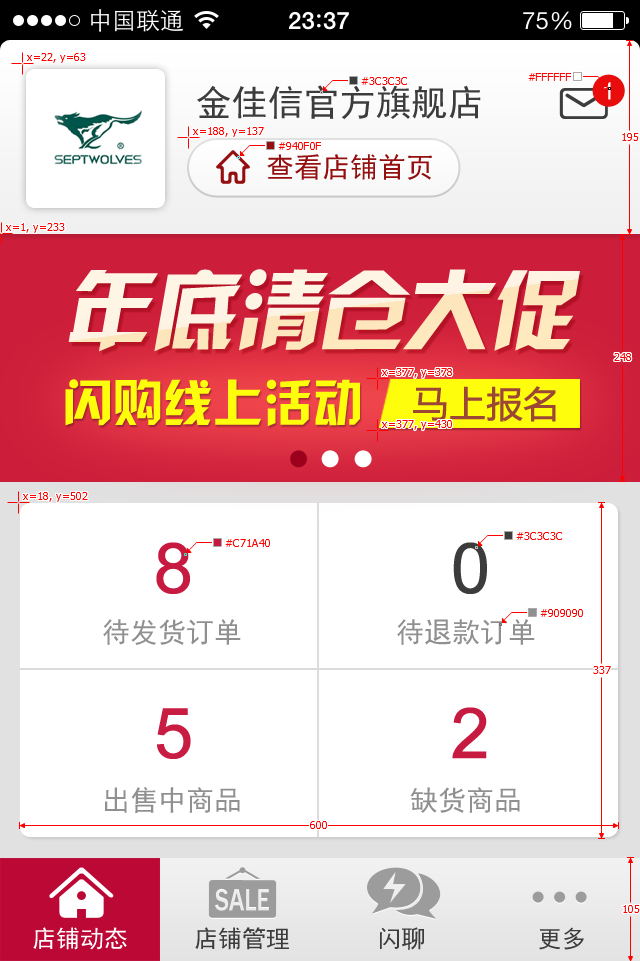 中国联通 23:37 75%
x=22, y=63
#3C3C3C
#FFFFFF
1
金佳信官方旗舰店
SEPTWOLVES
®
x=188, y=137
#940F0F
查看店铺首页
195
x=1, y=233
年底清仓大促
248
闪购线上活动
x=377, y=378
马上报名
x=377, y=430
x=18, y=502
8
#C71A40
待发货订单
0
#3C3C3C
#909090
待退款订单
337
5
出售中商品
2
缺货商品
600
SALE
105
店铺动态 店铺管理 闪聊 更多